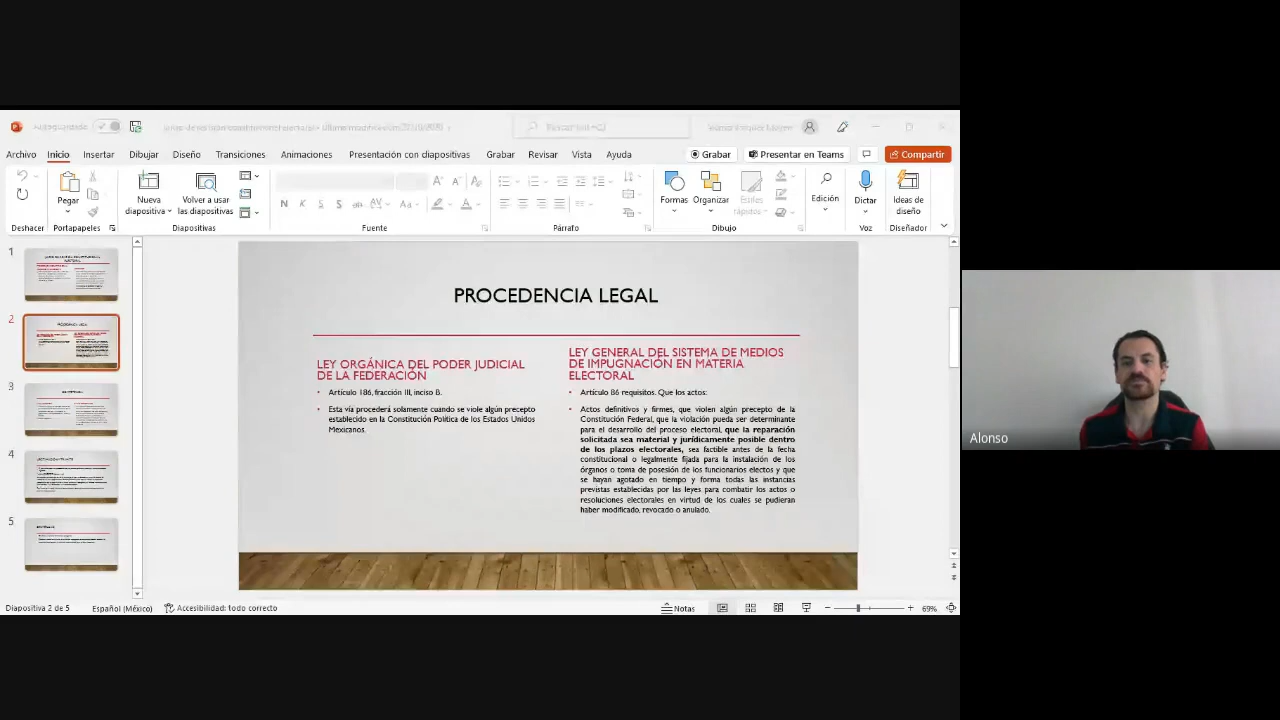 Archivo Inicio Insertar Dibujar Diseño Transiciones Animaciones Presentación con diapositivas Grabar Revisar Vista Ayuda Grabar Presentar en Teams Compartir
Pegar
Nueva diapositiva
Volver a usar las diapositivas
Formas Organizar Estilos rápidos Edición Dictar Ideas de diseño
Deshacer Portapapeles Diapositivas Fuente Párrafo Dibujo Voz Diseñador
1
2
3
4
5
PROCEDENCIA LEGAL
LEY ORGÁNICA DEL PODER JUDICIAL
DE LA FEDERACIÓN
• Artículo 186, fracción III, inciso B.
• Esta vía procederá solamente cuando se viole algún precepto
establecido en la Constitución Política de los Estados Unidos
Mexicanos.
LEY GENERAL DEL SISTEMA DE MEDIOS
DE IMPUGNACIÓN EN MATERIA
ELECTORAL
• Artículo 86 requisitos. Que los actos:
• Actos definitivos y firmes, que violen algún precepto de la
Constitución Federal, que la violación pueda ser determinante
para el desarrollo del proceso electoral, que la reparación
solicitada sea material y jurídicamente posible dentro
de los plazos electorales, sea factible antes de la fecha
constitucional o legalmente fijada para la instalación de los
órganos o toma de posesión de los funcionarios electos y que
se hayan agotado en tiempo y forma todas las instancias
previstas establecidas por las leyes para combatir los actos o
resoluciones electorales en virtud de los cuales se pudieran
haber modificado, revocado o anulado.
Alonso
Diapositiva 2 de 5 Español (México) Accesibilidad: todo correcto Notas 69%